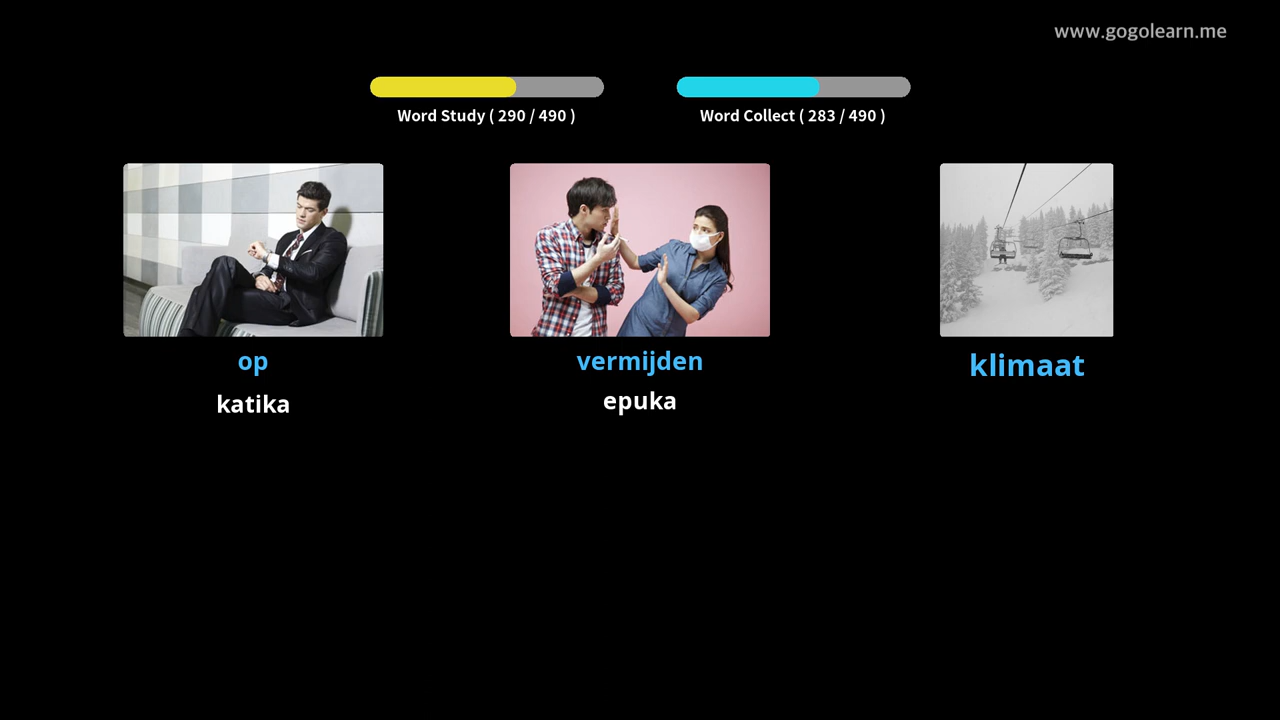 www.gogolearn.me
Word Study ( 290 / 490 )
Word Collect ( 283 / 490 )
op
vermijden
klimaat
katika
epuka